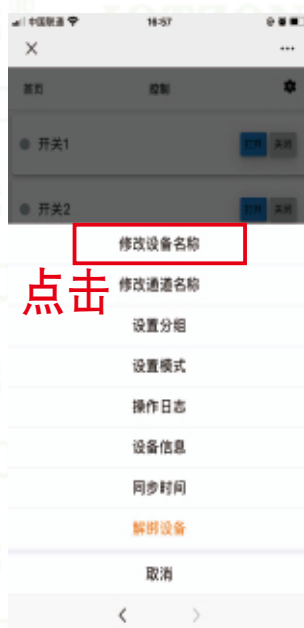 中国联通 16:57
首页 控制
开关1 打开 关闭
开关2 打开 关闭
修改设备名称
点击
修改通道名称
设置分组
设置模式
操作日志
设备信息
同步时间
解绑设备
取消